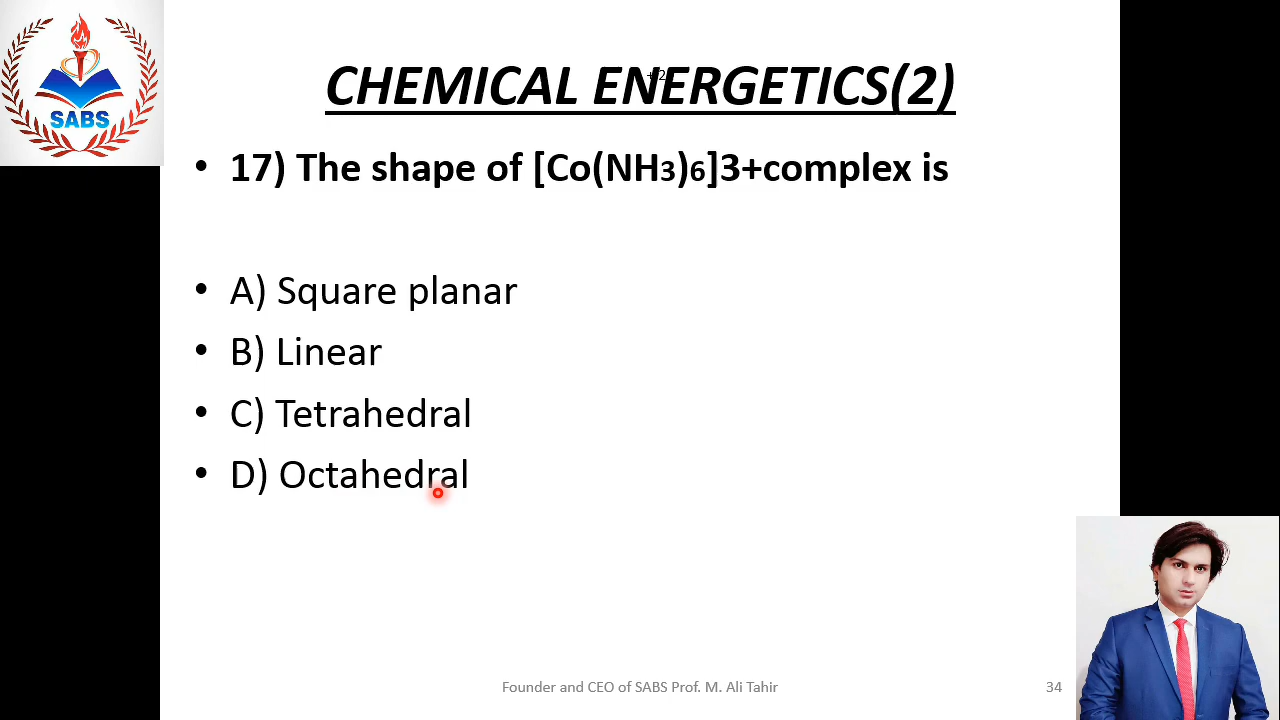 SABS
+2
CHEMICAL ENERGETICS(2)
• 17) The shape of [Co(NH3)6]3+complex is
• A) Square planar
• B) Linear
• C) Tetrahedral
• D) Octahedral
Founder and CEO of SABS Prof. M. Ali Tahir
34